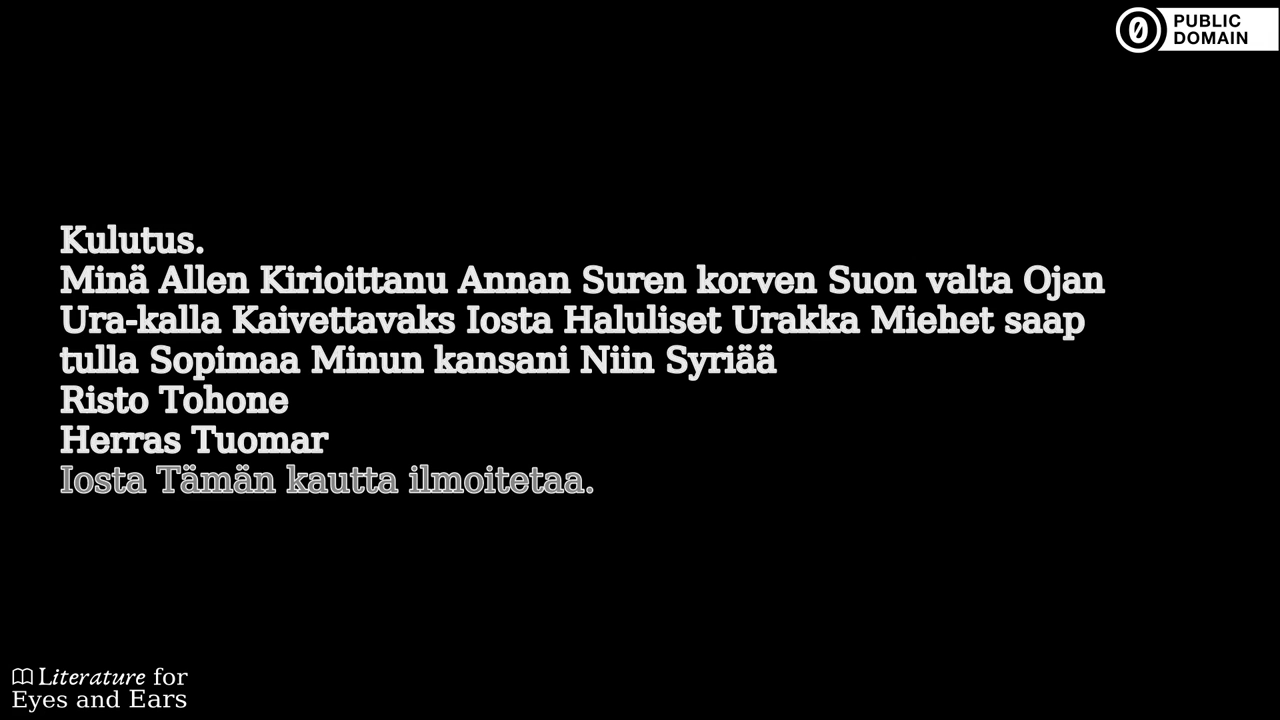 PUBLIC
DOMAIN
Kulutus.
Minä Allen Kirioittanu Annan Suren korven Suon valta Ojan
Ura-kalla Kaivettavaks Iosta Haluliset Urakka Miehet saap
tulla Sopimaa Minun kansani Niin Syriää
Risto Tohone
Herras Tuomar
Iosta Tämän kautta ilmoitetaa.
Literature for
Eyes and Ears